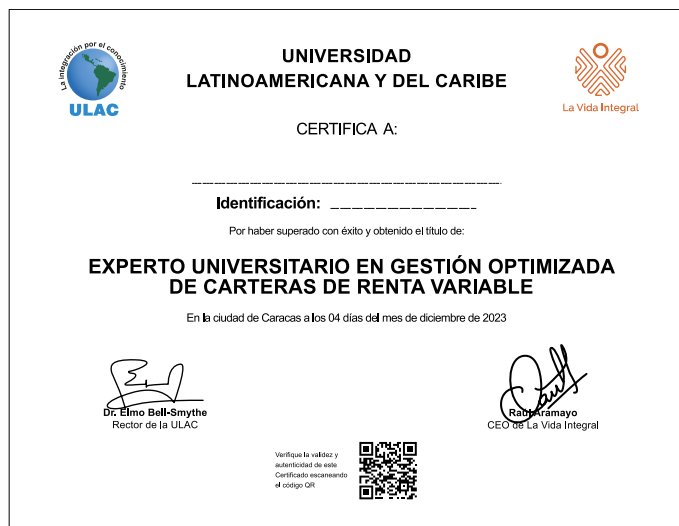 La integración por el conocimiento
ULAC
UNIVERSIDAD
LATINOAMERICANA Y DEL CARIBE
La Vida Integral
CERTIFICA A:
Identificación:
Por haber superado con éxito y obtenido el título de:
EXPERTO UNIVERSITARIO EN GESTIÓN OPTIMIZADA
DE CARTERAS DE RENTA VARIABLE
En la ciudad de Caracas a los 04 días del mes de diciembre de 2023
Dr. Elmo Bell-Smythe
Rector de la ULAC
Raúl Aramayo
CEO de La Vida Integral
Verifique la validez y
autenticidad de este
Certificado escaneando
el código QR